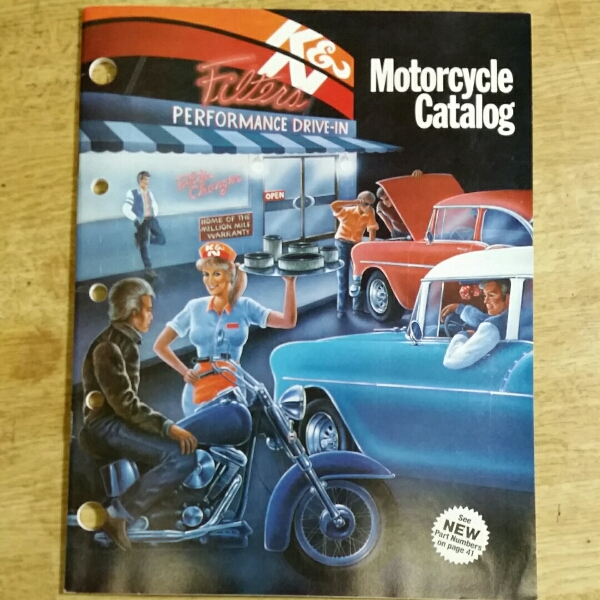 K&N
Filters
PERFORMANCE DRIVE-IN
Motorcycle
Catalog
OPEN
HOME OF THE
MILLION MILE
WARRANTY
K&N
See
NEW
Part Numbers
on page 41